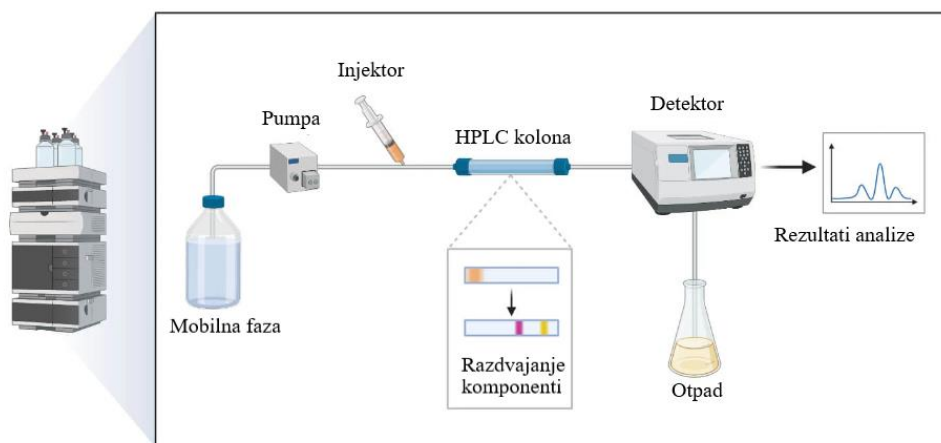 Injektor
Pumpa
HPLC kolona
Detektor
Mobilna faza
Razdvajanje
komponenti
Rezultati analize
Otpad